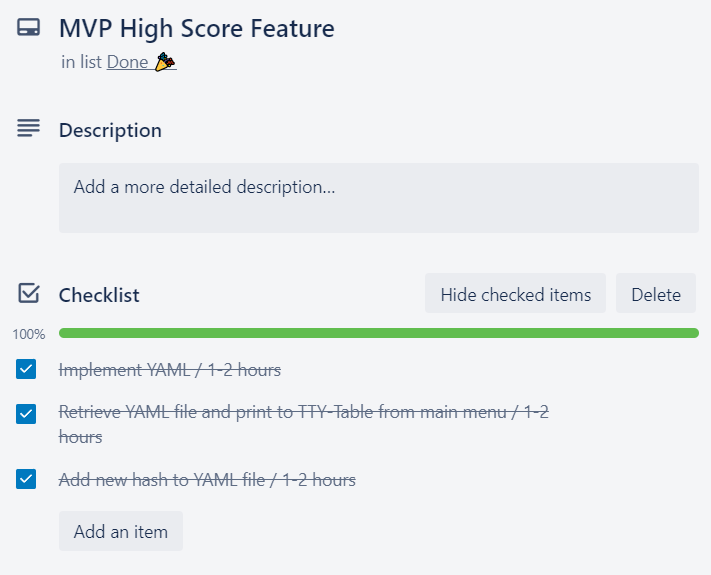 MVP High Score Feature
in list Done 🎉
Description
Add a more detailed description...
Checklist
Hide checked items
Delete
100%
Implement YAML / 1-2 hours
Retrieve YAML file and print to TTY-Table from main menu / 1-2
hours
Add new hash to YAML file / 1-2 hours
Add an item